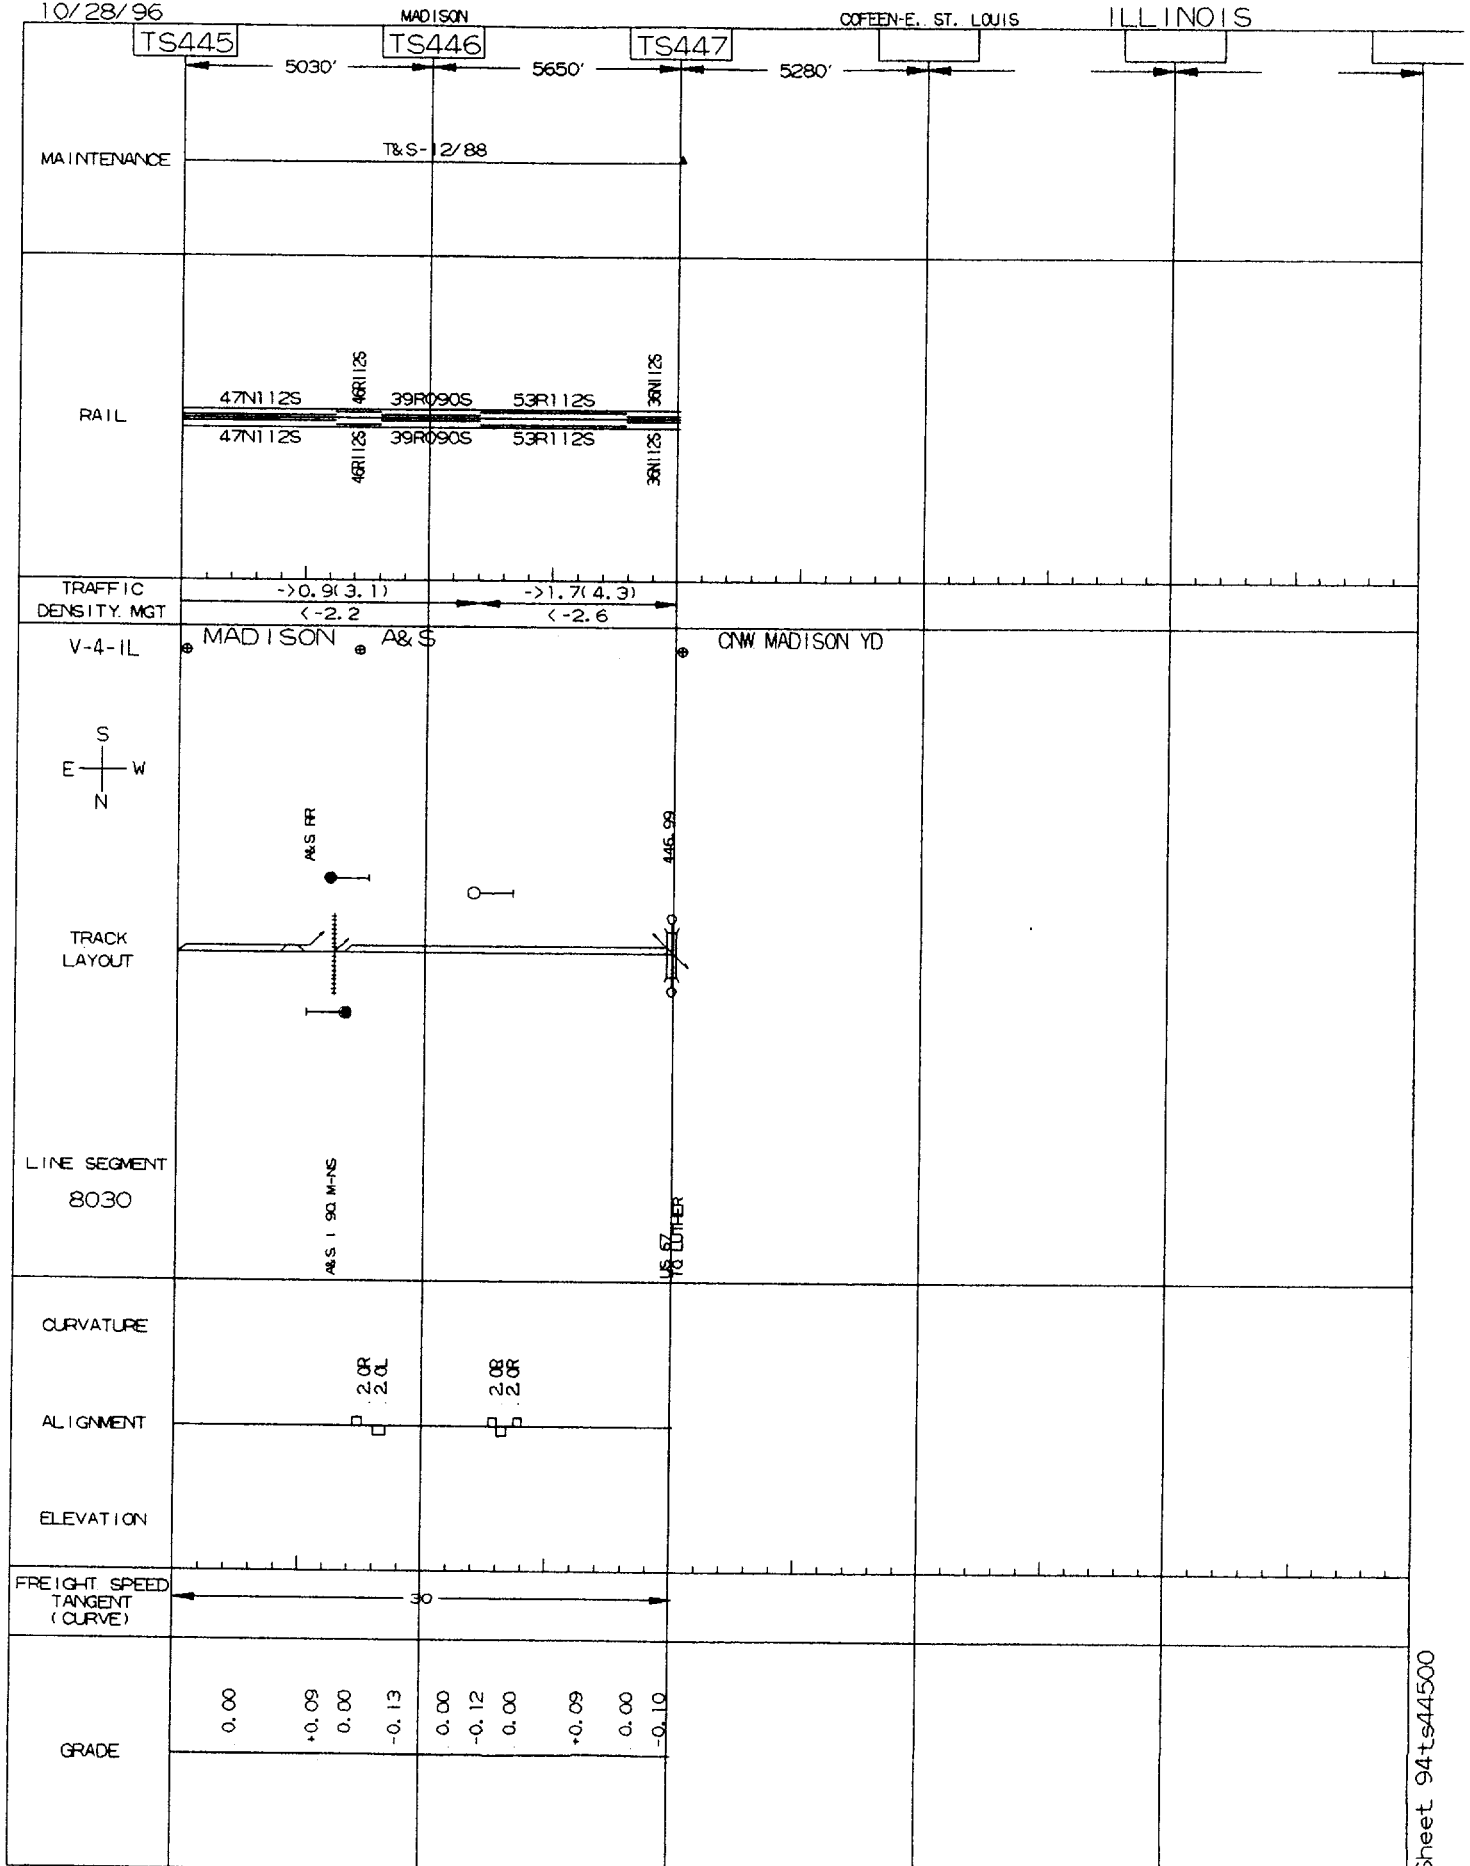 10/28/96
MADISON
COFFEEN-E. ST. LOUIS
ILLINOIS
TS445
TS446
TS447
5030'
5650'
5280'
MAINTENANCE
T&S-12/88
RAIL
47N112S
46R112S
39R090S
53R112S
36N112S
47N112S
46R112S
39R090S
53R112S
36N112S
TRAFFIC
DENSITY. MGT
->0.9(3.1)
<-2.2
->1.7(4.3)
<-2.6
V-4-IL
MADISON
A&S
CNW MADISON YD
S
E
W
N
A&S RR
446.99
TRACK
LAYOUT
LINE SEGMENT
8030
A&S 1 90 M-NS
US 67
TO LUTHER
CURVATURE
2.0R
2.0L
2.0R
ALIGNMENT
ELEVATION
FREIGHT SPEED
TANGENT
(CURVE)
30
GRADE
0.00
+0.09
0.00
-0.13
0.00
-0.12
0.00
+0.09
0.00
-0.10
Sheet 94ts44500